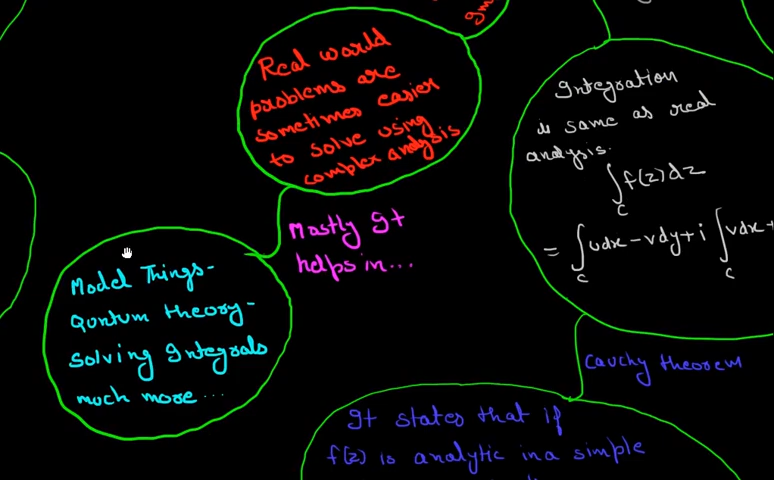 Real world
problems are
sometimes easier
to solve using
complex analysis
Mostly It
helps in...
Model Things-
Quntum theory-
solving Integrals
much more...
Integration
is same as real
analysis.
∫ f(z)dz
C
= ∫ udx - vdy + i ∫ vdx +
C C
Cauchy theorem
It states that if
f(z) is analytic in a simple